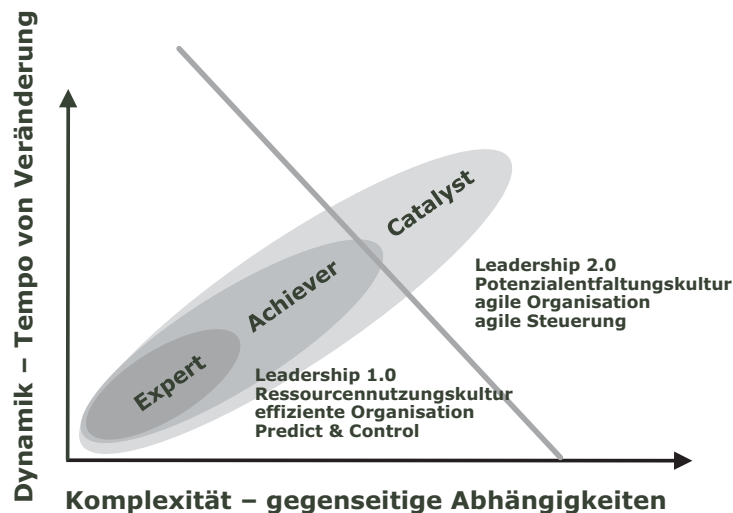 Dynamik – Tempo von Veränderung
Catalyst
Achiever
Expert
Leadership 2.0
Potenzialentfaltungskultur
agile Organisation
agile Steuerung
Leadership 1.0
Ressourcennutzungskultur
effiziente Organisation
Predict & Control
Komplexität – gegenseitige Abhängigkeiten